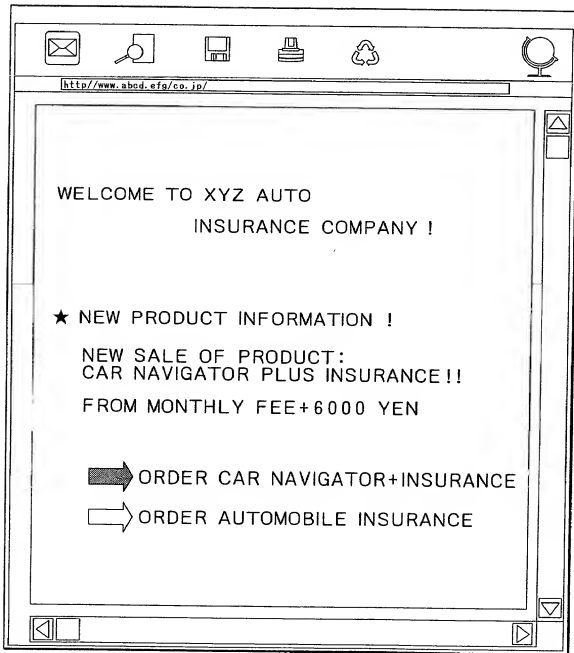 http//www.abcd.efg/co.jp/
WELCOME TO XYZ AUTO
INSURANCE COMPANY !
★ NEW PRODUCT INFORMATION !
NEW SALE OF PRODUCT:
CAR NAVIGATOR PLUS INSURANCE!!
FROM MONTHLY FEE+6000 YEN
ORDER CAR NAVIGATOR+INSURANCE
ORDER AUTOMOBILE INSURANCE